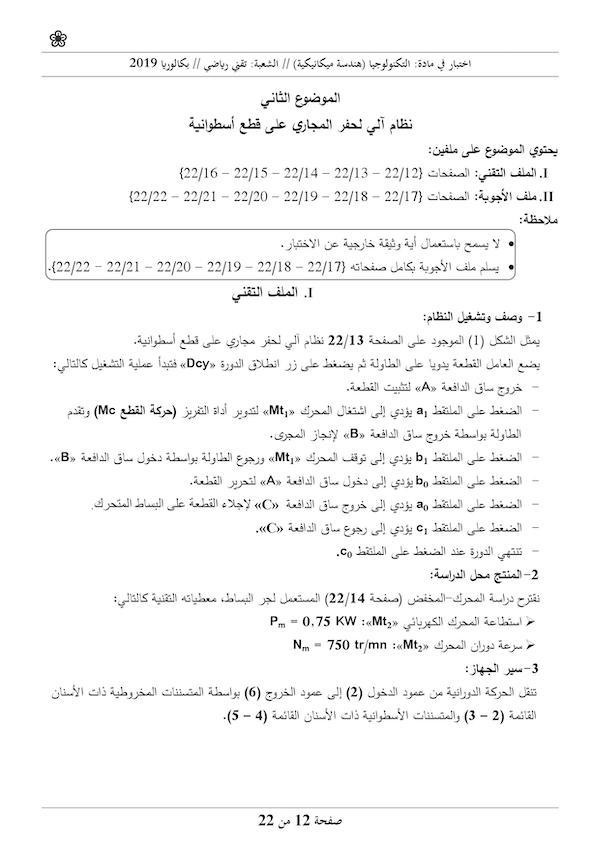 اختبار في مادة: التكنولوجيا (هندسة ميكانيكية) // الشعبة: تقني رياضي // بكالوريا 2019
الموضوع الثاني
نظام آلي لحفر المجاري على قطع أسطوانية
يحتوي الموضوع على ملفين:
I. الملف التقني: الصفحات {22/12 – 22/13 – 22/14 – 22/15 – 22/16}
II. ملف الأجوبة: الصفحات {22/17 – 22/18 – 22/19 – 22/20 – 22/21 – 22/22}
ملاحظة:
• لا يسمح باستعمال أية وثيقة خارجية عن الاختبار.
• يسلم ملف الأجوبة بكامل صفحاته {22/17 – 22/18 – 22/19 – 22/20 – 22/21 – 22/22}.
I. الملف التقني
1- وصف وتشغيل النظام:
يمثل الشكل (1) الموجود على الصفحة 22/13 نظام آلي لحفر مجاري على قطع أسطوانية.
يضع العامل القطعة يدويا على الطاولة ثم يضغط على زر انطلاق الدورة «Dcy» فتبدأ عملية التشغيل كالتالي:
– خروج ساق الدافعة «A» لتثبيت القطعة.
– الضغط على الملتقط a1 يؤدي إلى اشتغال المحرك «Mt1» لتدوير أداة التفريز (حركة القطع Mc) وتقدم
الطاولة بواسطة خروج ساق الدافعة «B» لإنجاز المجرى.
– الضغط على الملتقط b1 يؤدي إلى توقف المحرك «Mt1» ورجوع الطاولة بواسطة دخول ساق الدافعة «B».
– الضغط على الملتقط b0 يؤدي إلى دخول ساق الدافعة «A» لتحرير القطعة.
– الضغط على الملتقط a0 يؤدي إلى خروج ساق الدافعة «C» لإجلاء القطعة على البساط المتحرك.
– الضغط على الملتقط c1 يؤدي إلى رجوع ساق الدافعة «C».
– تنتهي الدورة عند الضغط على الملتقط c0.
2- المنتج محل الدراسة:
نقترح دراسة المحرك-المخفض (صفحة 22/14) المستعمل لجر البساط، معطياته التقنية كالتالي:
➢ استطاعة المحرك الكهربائي «Mt2»: Pm = 0,75 KW
➢ سرعة دوران المحرك «Mt2»: Nm = 750 tr/mn
3- سير الجهاز:
تنقل الحركة الدورانية من عمود الدخول (2) إلى عمود الخروج (6) بواسطة المتسننات المخروطية ذات الأسنان
القائمة (2 – 3) والمتسننات الأسطوانية ذات الأسنان القائمة (4 – 5).
صفحة 12 من 22